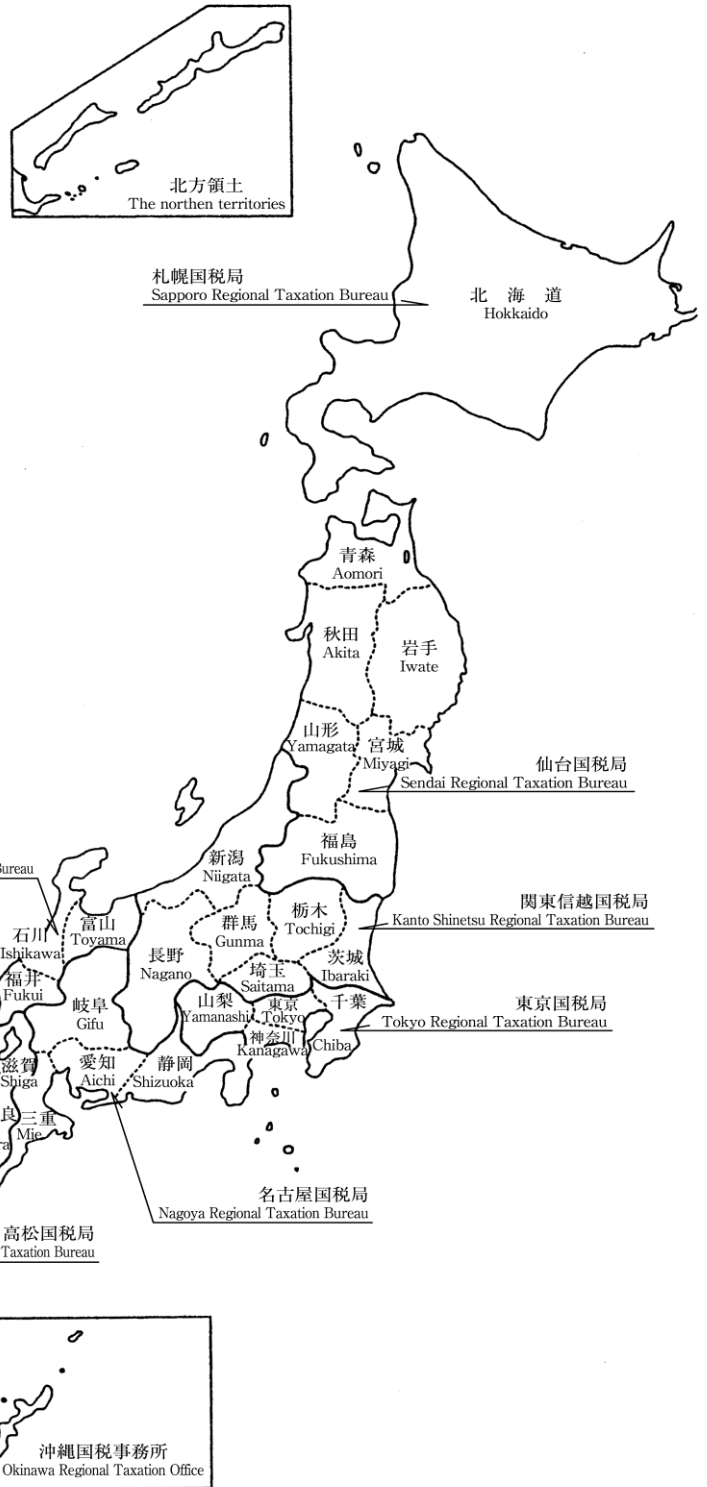 北方領土
The northen territories
札幌国税局
Sapporo Regional Taxation Bureau
北 海 道
Hokkaido
青森
Aomori
秋田
Akita
岩手
Iwate
山形
Yamagata
宮城
Miyagi
仙台国税局
Sendai Regional Taxation Bureau
福島
Fukushima
新潟
Niigata
Bureau
関東信越国税局
Kanto Shinetsu Regional Taxation Bureau
石川
Ishikawa
富山
Toyama
群馬
Gunma
栃木
Tochigi
長野
Nagano
茨城
Ibaraki
埼玉
Saitama
福井
Fukui
岐阜
Gifu
山梨
Yamanashi
東京
Tokyo
千葉
Chiba
東京国税局
Tokyo Regional Taxation Bureau
神奈川
Kanagawa
滋賀
Shiga
愛知
Aichi
静岡
Shizuoka
良
ra
三重
Mie
名古屋国税局
Nagoya Regional Taxation Bureau
高松国税局
Taxation Bureau
沖縄国税事務所
Okinawa Regional Taxation Office